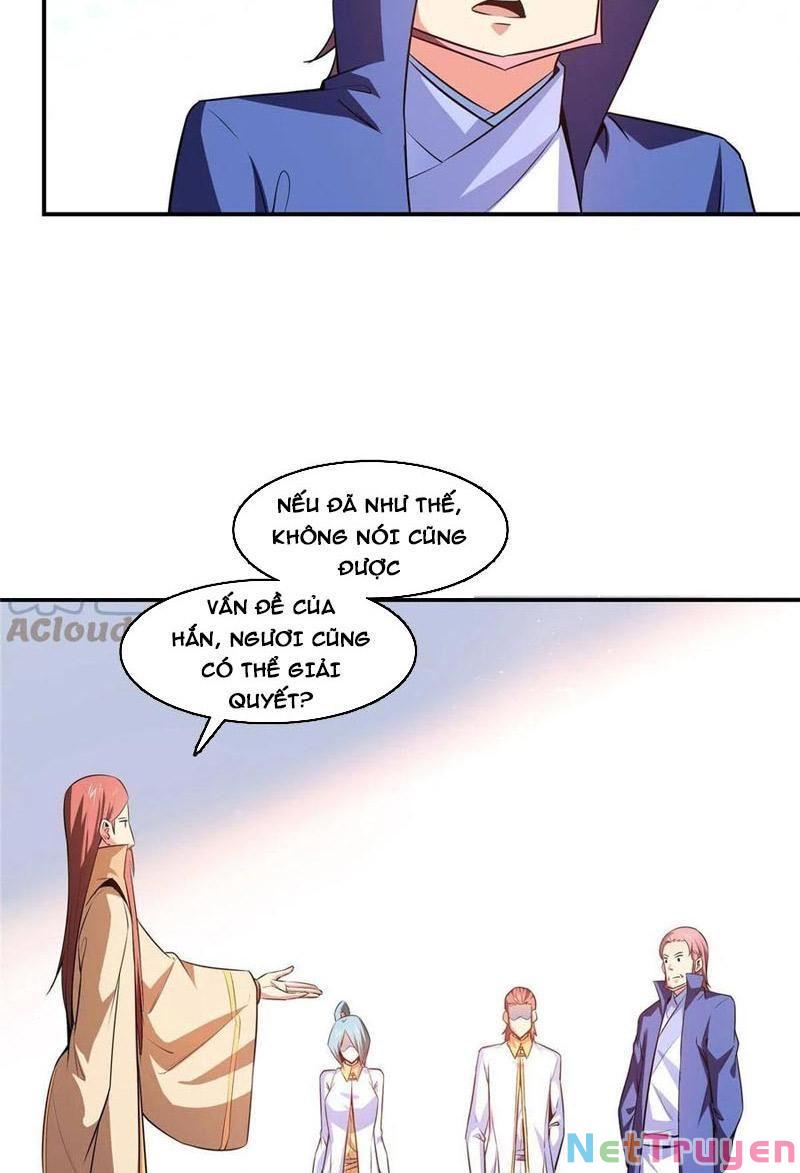 NẾU ĐÃ NHƯ THẾ,
KHÔNG NÓI CŨNG
ĐƯỢC
VẤN ĐỀ CỦA
HẮN, NGƯƠI CŨNG
CÓ THỂ GIẢI
QUYẾT?
ACloud
NetTruyen